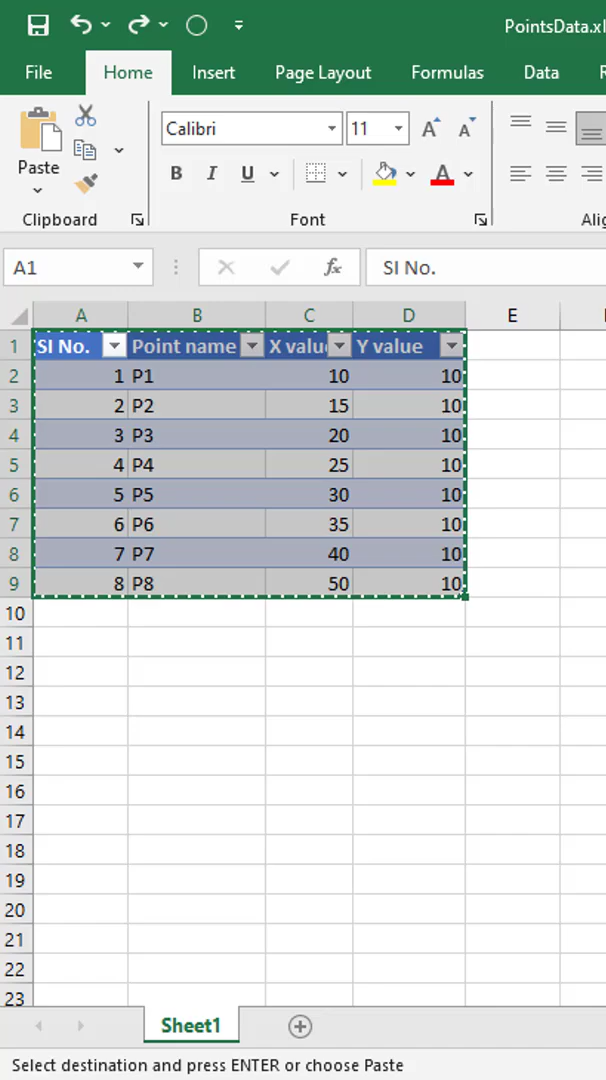 PointsData.xl
File Home Insert Page Layout Formulas Data R
Paste
Calibri 11 A A
B I U A
Clipboard Font Alig
A1 fx SI No.
A B C D E
1 SI No. Point name X valu Y value
2 1 P1 10 10
3 2 P2 15 10
4 3 P3 20 10
5 4 P4 25 10
6 5 P5 30 10
7 6 P6 35 10
8 7 P7 40 10
9 8 P8 50 10
10
11
12
13
14
15
16
17
18
19
20
21
22
23
Sheet1
Select destination and press ENTER or choose Paste